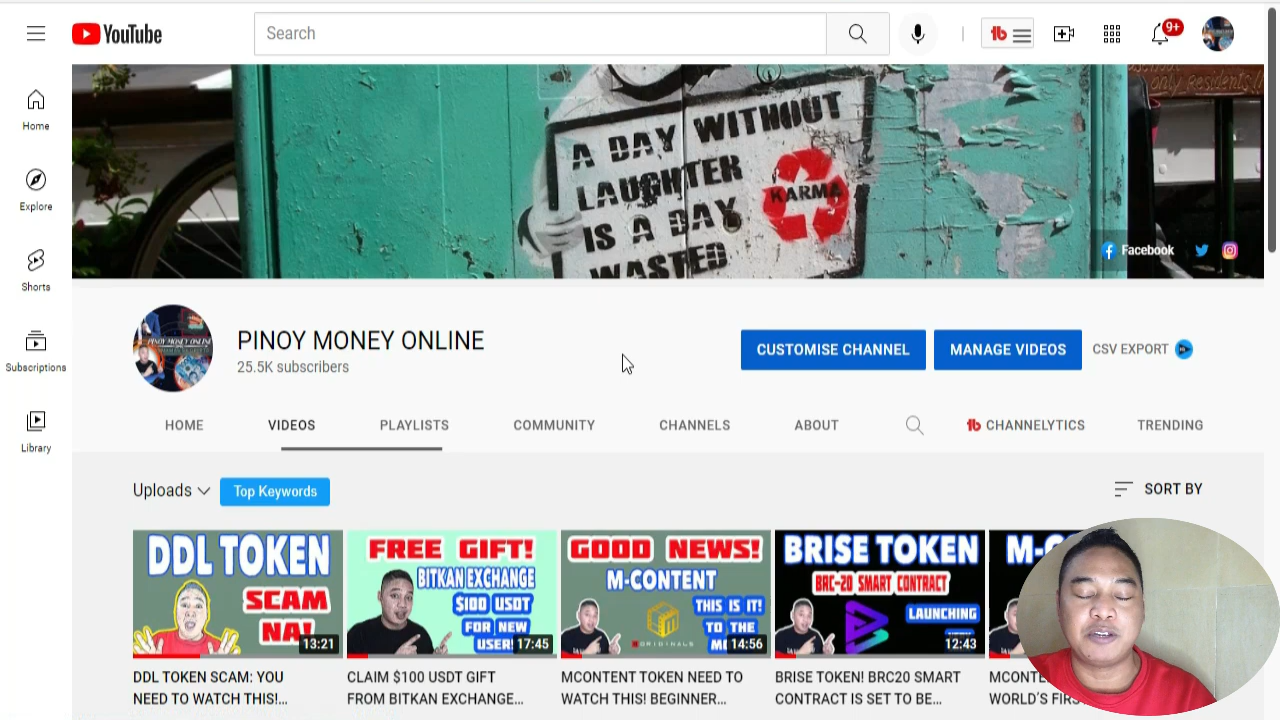 YouTube
Search
9+
Home
Explore
Shorts
Subscriptions
Library
A DAY WITHOUT
LAUGHTER
IS A DAY
WASTED
KARMA
only Residents!!
Facebook
PINOY MONEY ONLINE
25.5K subscribers
CUSTOMISE CHANNEL
MANAGE VIDEOS
CSV EXPORT
HOME
VIDEOS
PLAYLISTS
COMMUNITY
CHANNELS
ABOUT
CHANNELYTICS
TRENDING
Uploads
Top Keywords
SORT BY
DDL TOKEN
SCAM
NA!
13:21
FREE GIFT!
BITKAN EXCHANGE
$100 USDT
FOR NEW
USER
17:45
GOOD NEWS!
M-CONTENT
THIS IS IT!
TO THE
ORIGINALS
14:56
BRISE TOKEN
BRC-20 SMART CONTRACT
LAUNCHING
12:43
DDL TOKEN SCAM: YOU
NEED TO WATCH THIS!...
CLAIM $100 USDT GIFT
FROM BITKAN EXCHANGE...
MCONTENT TOKEN NEED TO
WATCH THIS! BEGINNER...
BRISE TOKEN! BRC20 SMART
CONTRACT IS SET TO BE...
WORLD'S